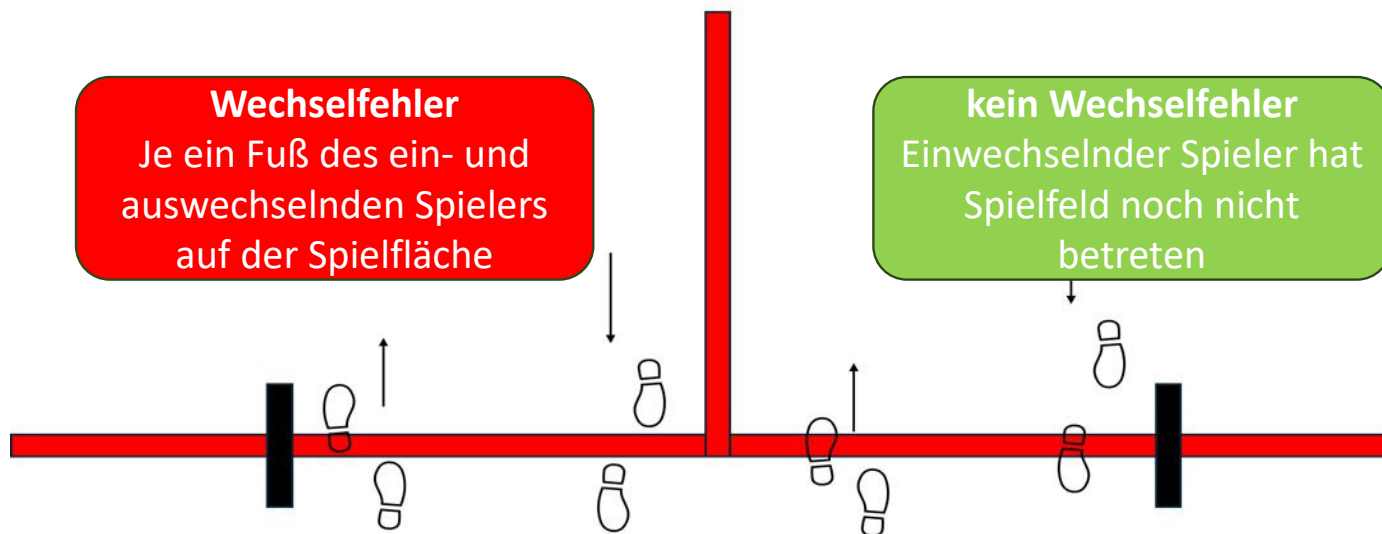 Wechselfehler
Je ein Fuß des ein- und
auswechselnden Spielers
auf der Spielfläche
kein Wechselfehler
Einwechselnder Spieler hat
Spielfeld noch nicht
betreten